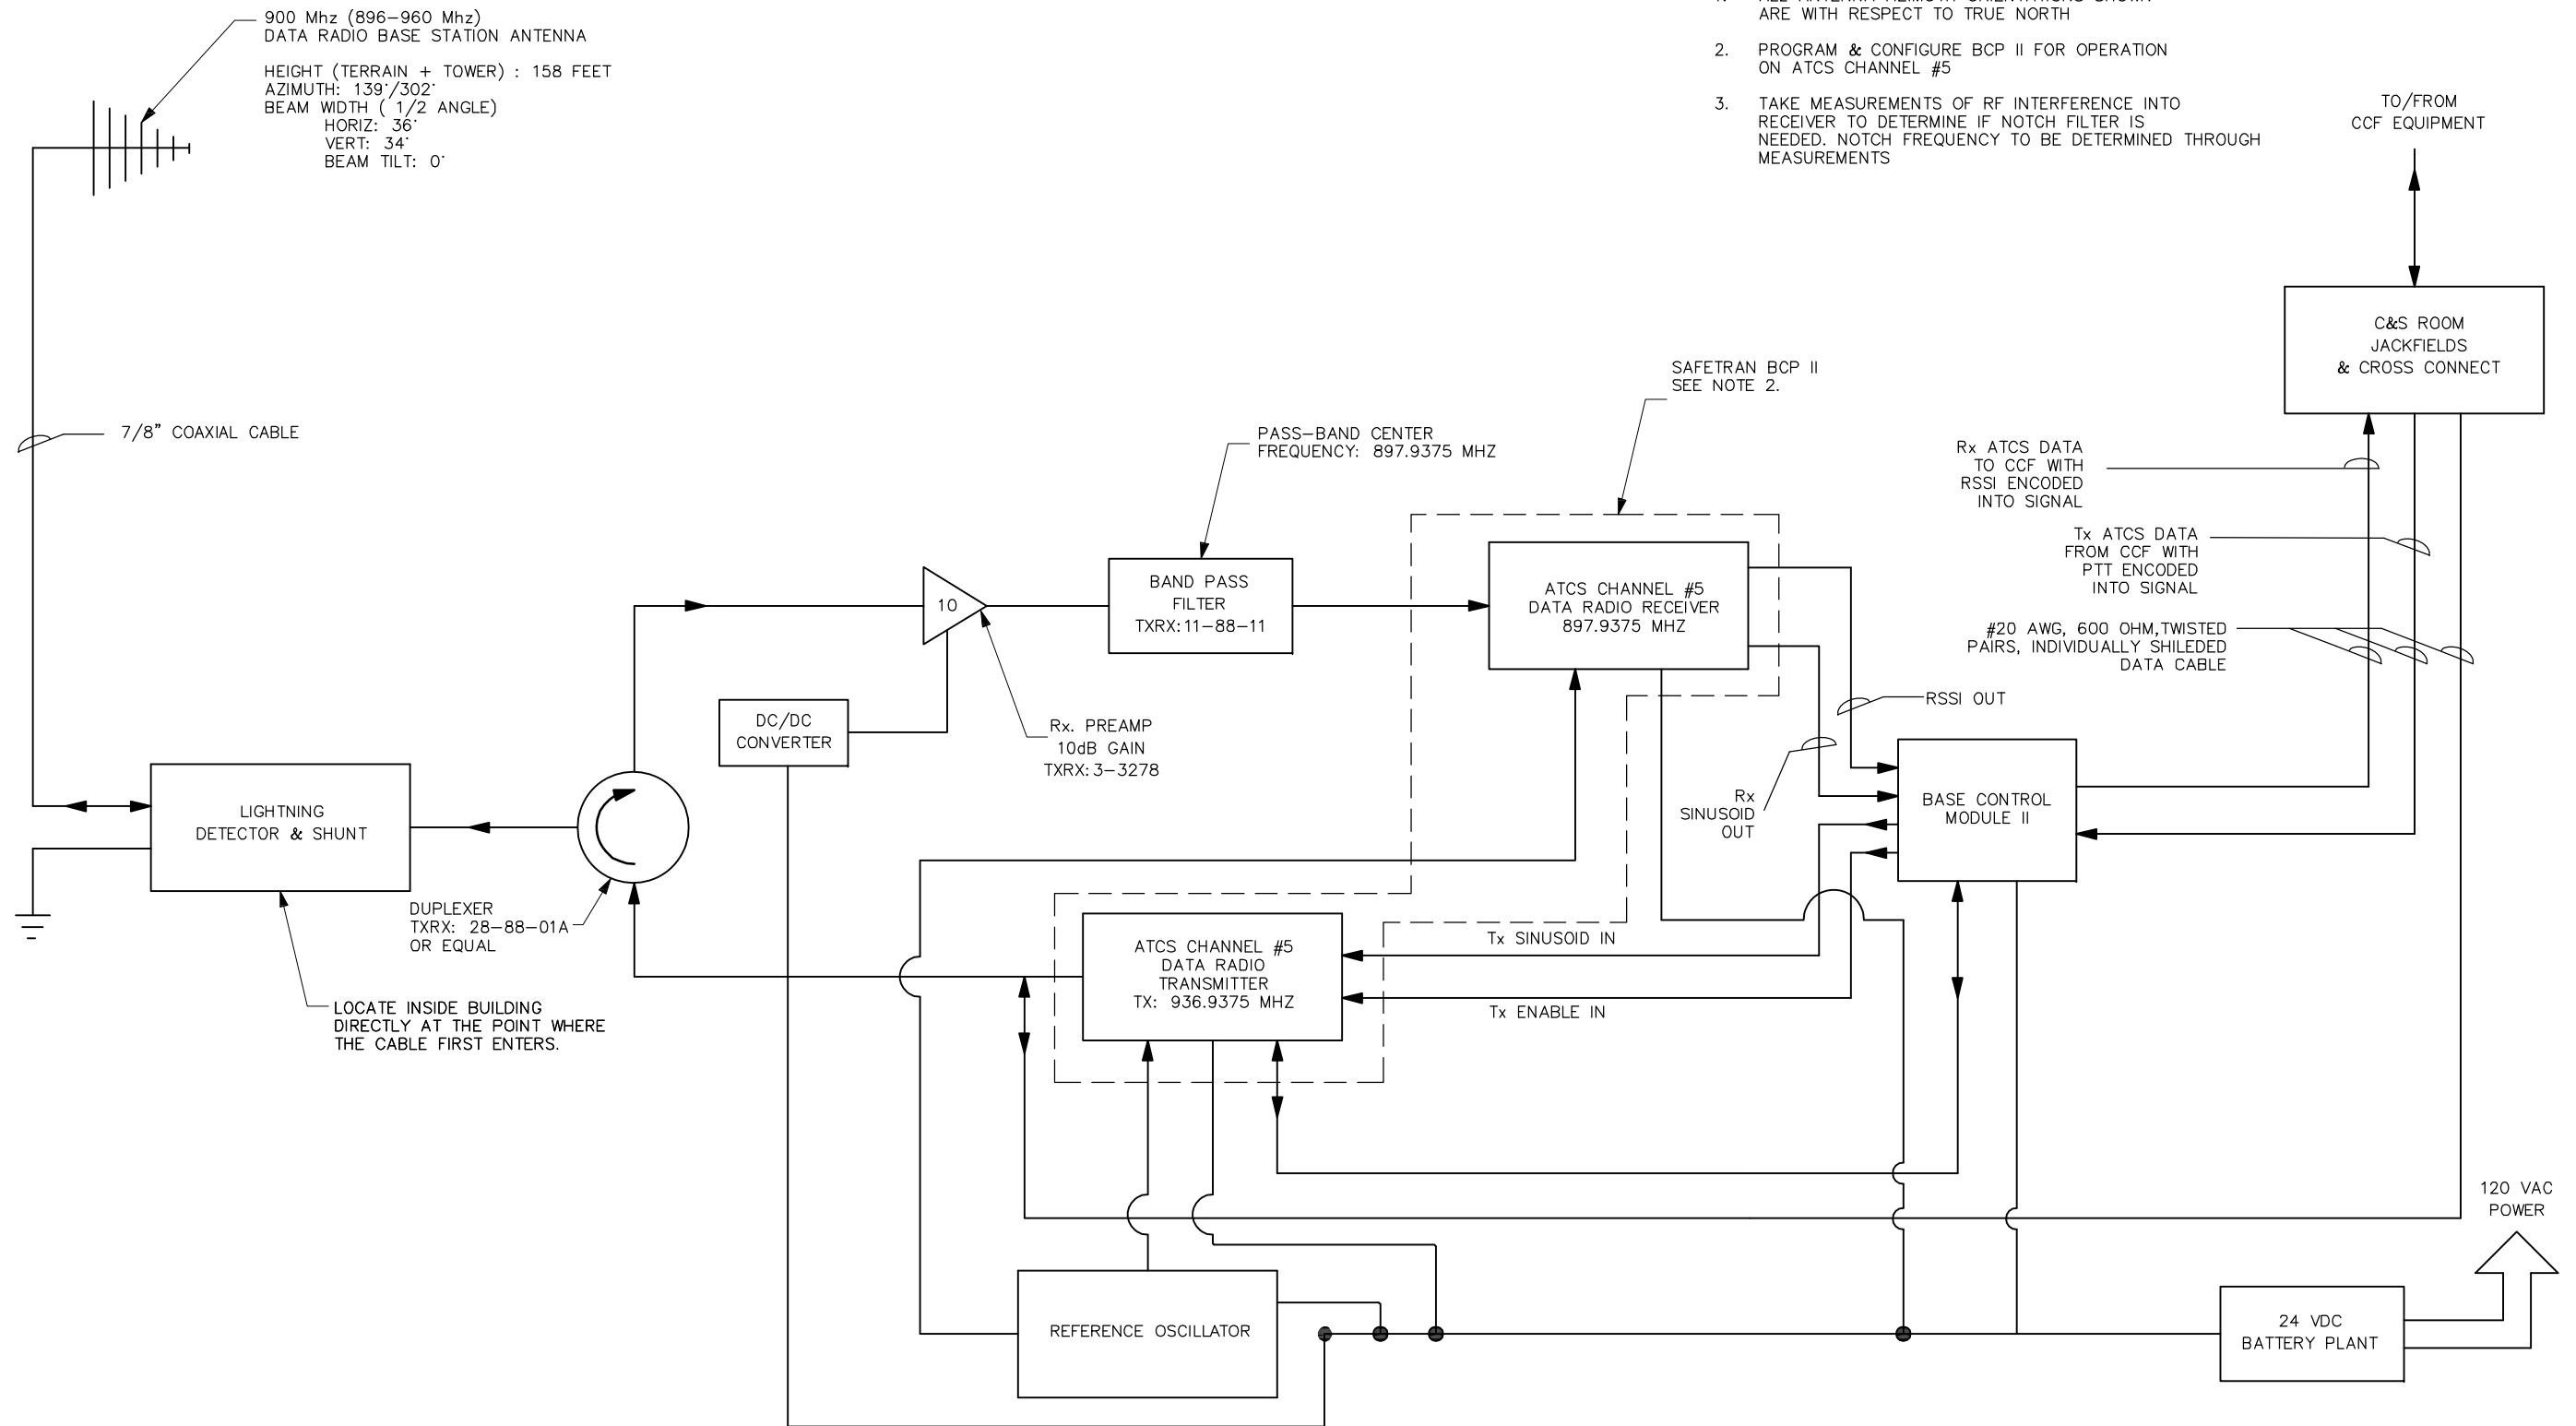 900 Mhz (896-960 Mhz)
DATA RADIO BASE STATION ANTENNA
HEIGHT (TERRAIN + TOWER) : 158 FEET
AZIMUTH: 139˙/302˙
BEAM WIDTH ( 1/2 ANGLE)
HORIZ: 36˙
VERT: 34˙
BEAM TILT: 0˙
ARE WITH RESPECT TO TRUE NORTH
2. PROGRAM & CONFIGURE BCP II FOR OPERATION
ON ATCS CHANNEL #5
3. TAKE MEASUREMENTS OF RF INTERFERENCE INTO
RECEIVER TO DETERMINE IF NOTCH FILTER IS
NEEDED. NOTCH FREQUENCY TO BE DETERMINED THROUGH
MEASUREMENTS
TO/FROM
CCF EQUIPMENT
C&S ROOM
JACKFIELDS
& CROSS CONNECT
SAFETRAN BCP II
SEE NOTE 2.
7/8" COAXIAL CABLE
PASS-BAND CENTER
FREQUENCY: 897.9375 MHZ
Rx ATCS DATA
TO CCF WITH
RSSI ENCODED
INTO SIGNAL
Tx ATCS DATA
FROM CCF WITH
PTT ENCODED
INTO SIGNAL
#20 AWG, 600 OHM,TWISTED
PAIRS, INDIVIDUALLY SHILEDED
DATA CABLE
10
BAND PASS
FILTER
TXRX:11-88-11
ATCS CHANNEL #5
DATA RADIO RECEIVER
897.9375 MHZ
RSSI OUT
DC/DC
CONVERTER
Rx. PREAMP
10dB GAIN
TXRX:3-3278
Rx
SINUSOID
OUT
BASE CONTROL
MODULE II
LIGHTNING
DETECTOR & SHUNT
DUPLEXER
TXRX: 28-88-01A
OR EQUAL
LOCATE INSIDE BUILDING
DIRECTLY AT THE POINT WHERE
THE CABLE FIRST ENTERS.
ATCS CHANNEL #5
DATA RADIO
TRANSMITTER
TX: 936.9375 MHZ
Tx SINUSOID IN
Tx ENABLE IN
120 VAC
POWER
REFERENCE OSCILLATOR
24 VDC
BATTERY PLANT